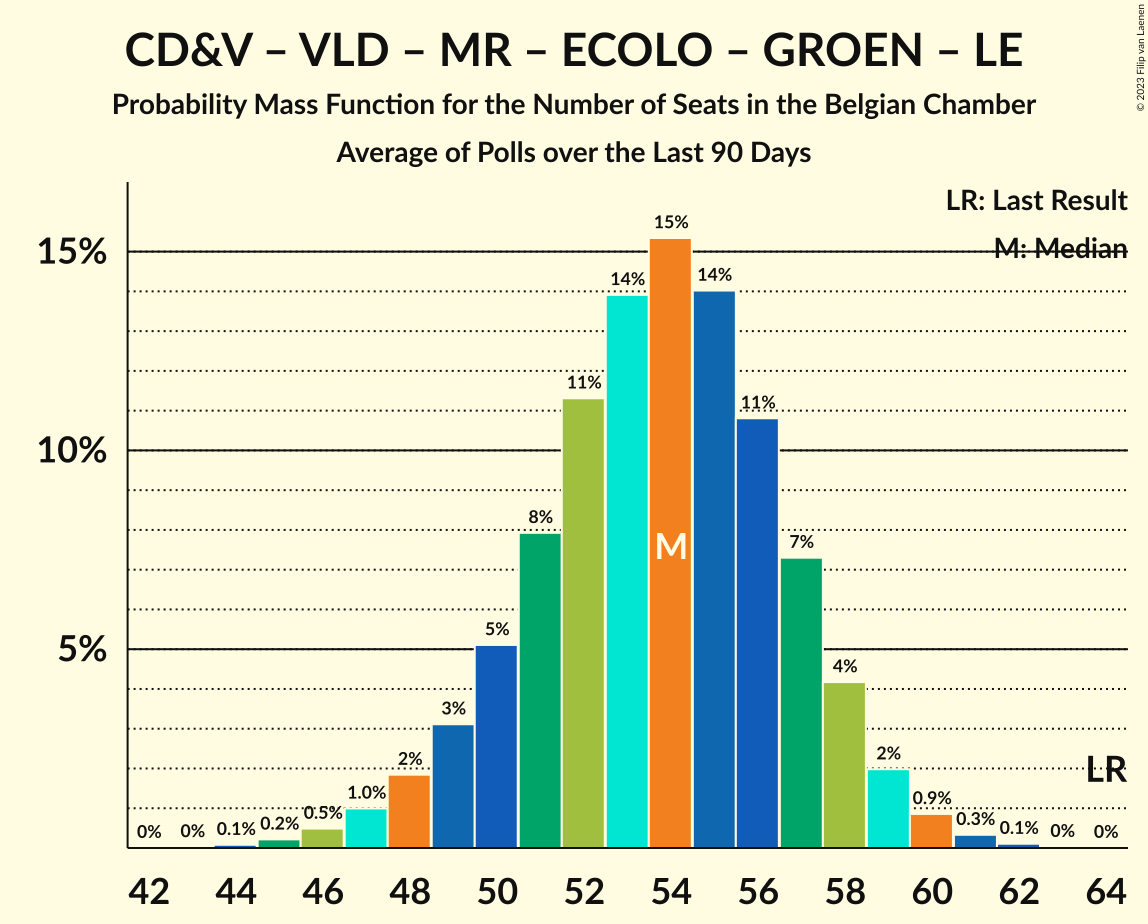 CD&V – VLD – MR – ECOLO – GROEN – LE
Probability Mass Function for the Number of Seats in the Belgian Chamber
Average of Polls over the Last 90 Days
© 2023 Filip van Laenen
LR: Last Result
M: Median
15%
10%
5%
0%
0%
0.1%
0.2%
0.5%
1.0%
2%
3%
5%
8%
11%
14%
15%
14%
11%
7%
4%
2%
0.9%
0.3%
0.1%
0%
0%
M
LR
42 44 46 48 50 52 54 56 58 60 62 64